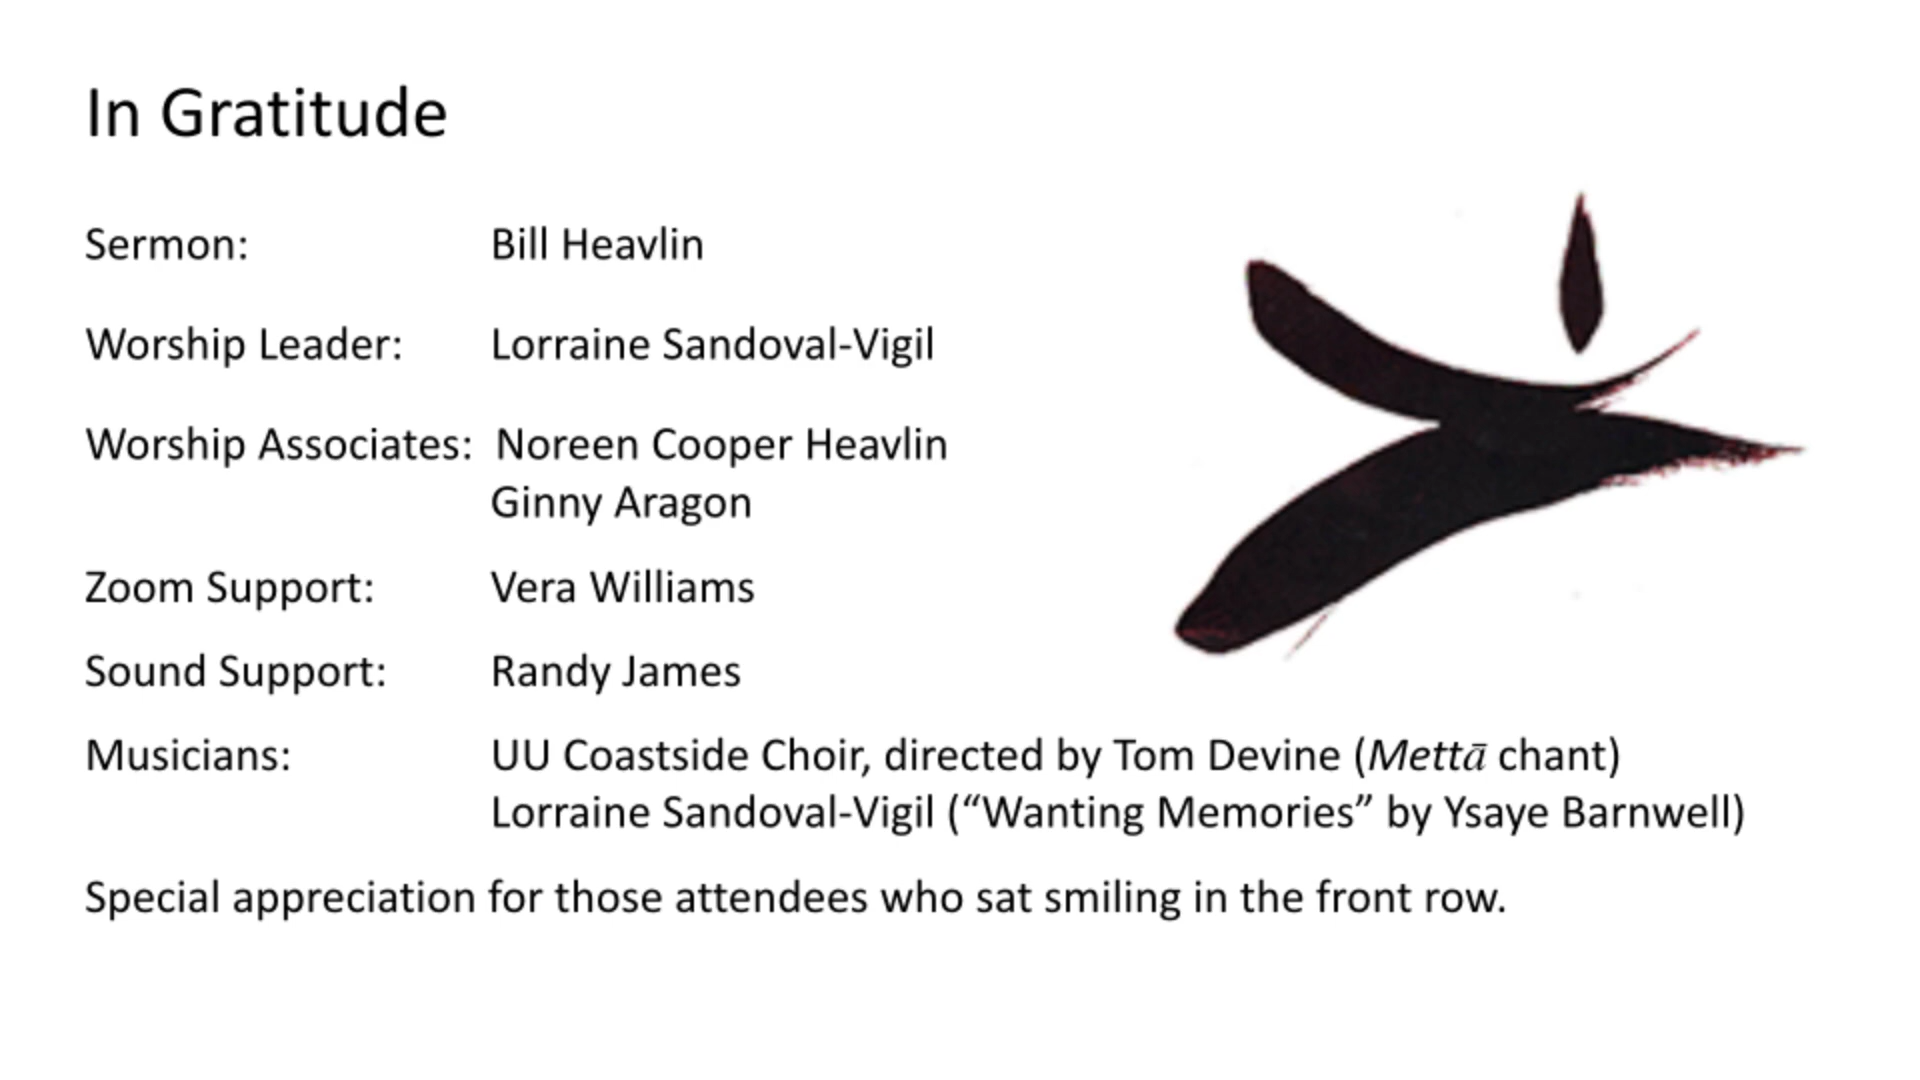 In Gratitude
Sermon: Bill Heavlin
Worship Leader: Lorraine Sandoval-Vigil
Worship Associates: Noreen Cooper Heavlin
Ginny Aragon
Zoom Support: Vera Williams
Sound Support: Randy James
Musicians: UU Coastside Choir, directed by Tom Devine (Mettā chant)
Lorraine Sandoval-Vigil (“Wanting Memories” by Ysaye Barnwell)
Special appreciation for those attendees who sat smiling in the front row.